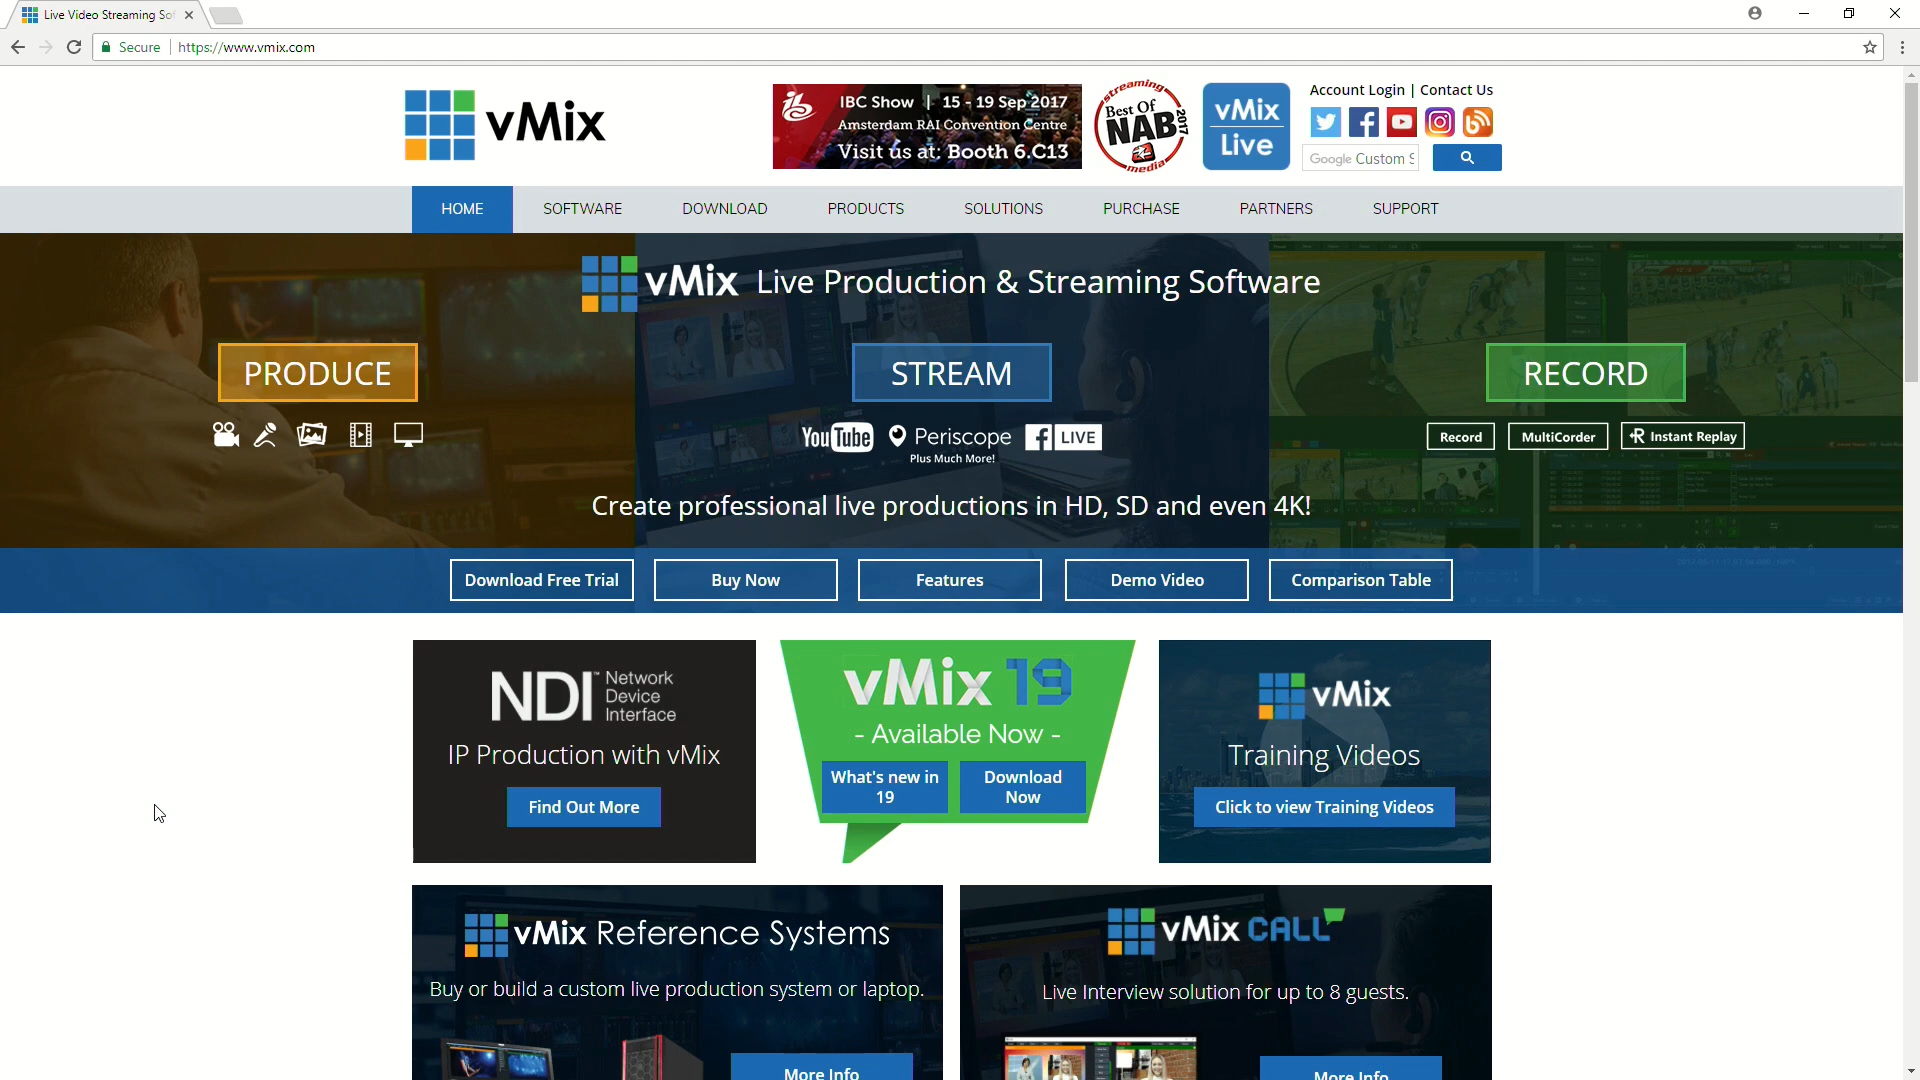 Live Video Streaming Sof
Secure
https://www.vmix.com
vMix
IBC Show | 15 - 19 Sep 2017
Amsterdam RAI Convention Centre
Visit us at: Booth 6.C13
streaming
Best Of
NAB
2017
media
vMix
Live
Account Login | Contact Us
Google Custom S
HOME
SOFTWARE
DOWNLOAD
PRODUCTS
SOLUTIONS
PURCHASE
PARTNERS
SUPPORT
vMix Live Production & Streaming Software
PRODUCE
STREAM
RECORD
YouTube
Periscope
LIVE
Plus Much More!
Record
MultiCorder
Instant Replay
Create professional live productions in HD, SD and even 4K!
Download Free Trial
Buy Now
Features
Demo Video
Comparison Table
NDI™ Network
Device
Interface
IP Production with vMix
Find Out More
vMix 19
- Available Now -
What's new in
19
Download
Now
vMix
Training Videos
Click to view Training Videos
vMix Reference Systems
Buy or build a custom live production system or laptop.
More Info
vMix CALL
Live Interview solution for up to 8 guests.
More Info